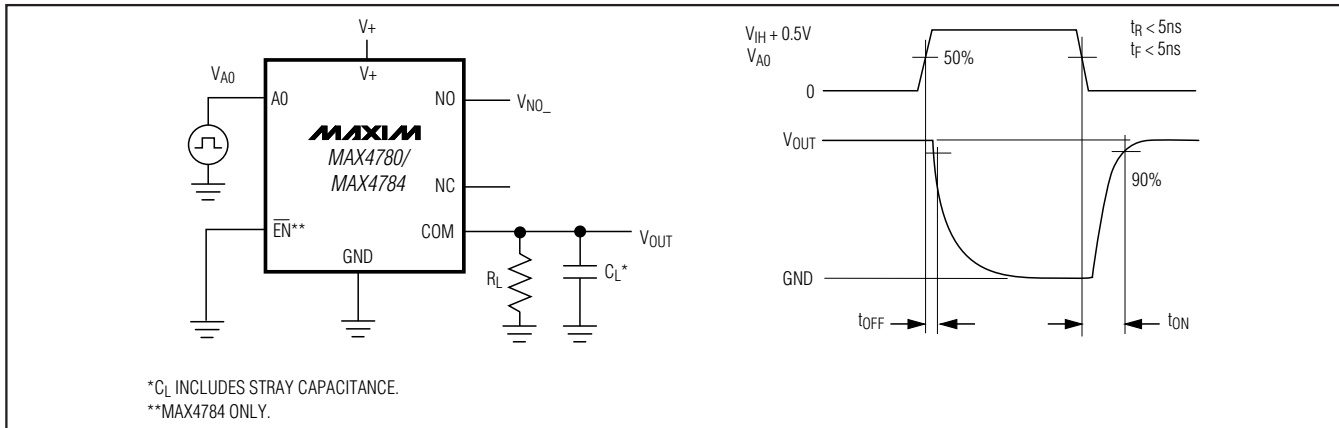 V+
V+
VA0
A0
NO
VNO_
MAXIM
MAX4780/
MAX4784
NC
EN**
COM
VOUT
GND
RL
CL*
*CL INCLUDES STRAY CAPACITANCE.
**MAX4784 ONLY.
VIH + 0.5V
VA0
0
50%
tR < 5ns
tF < 5ns
VOUT
90%
GND
tOFF
tON